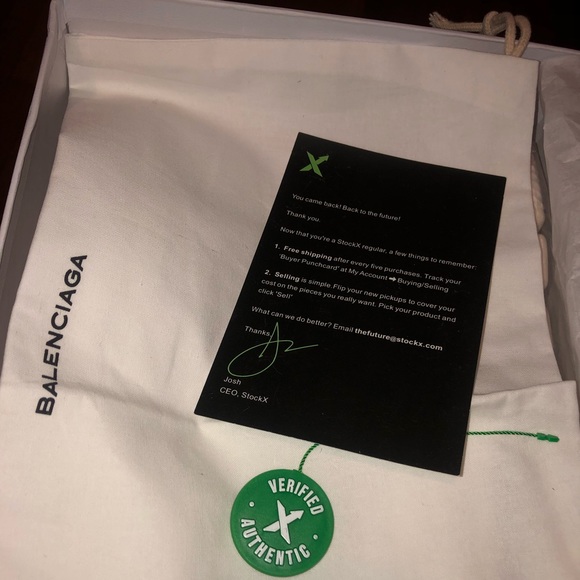 BALENCIAGA
X
You came back! Back to the future!
Thank you.
Now that you're a StockX regular, a few things to remember:
1. Free shipping after every five purchases. Track your
"Buyer Punchcard" at My Account ➡ Buying/Selling
2. Selling is simple. Flip your new pickups to cover your
cost on the pieces you really want. Pick your product and
click "Sell"
What can we do better? Email thefuture@stockx.com
Thanks,
Josh
CEO, StockX
VERIFIED
X
AUTHENTIC